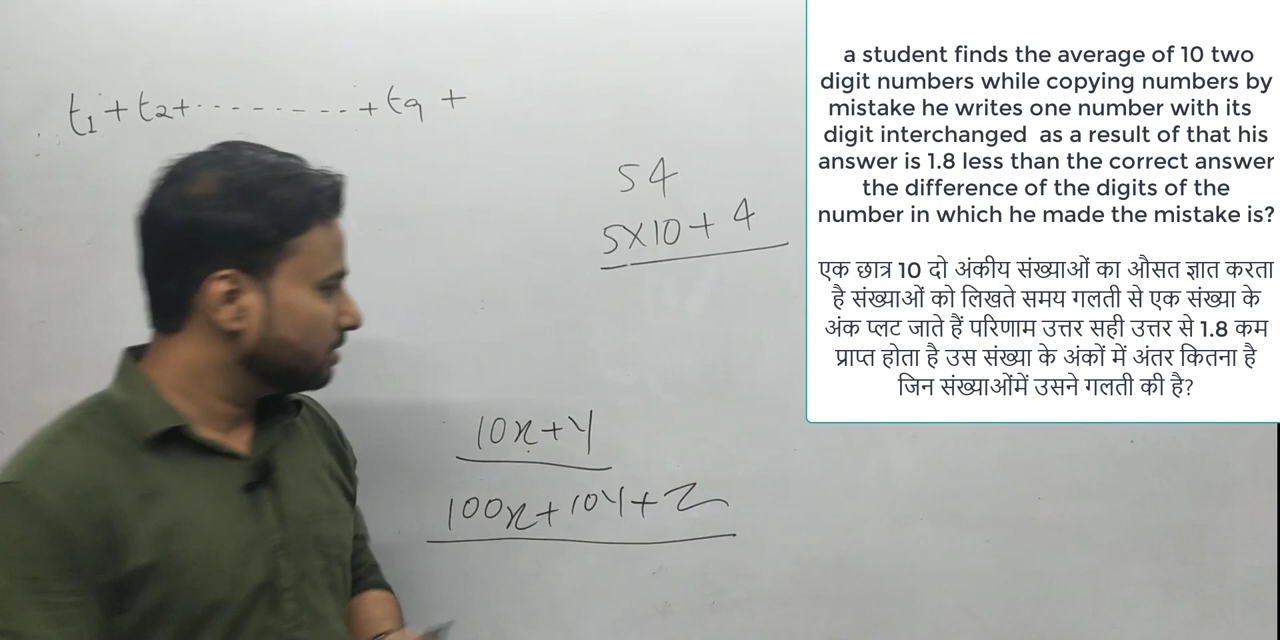 t₁ + t₂ + --------- + t₉ +
54
5×10 + 4
10x+y
100x+10y+z
a student finds the average of 10 two
digit numbers while copying numbers by
mistake he writes one number with its
digit interchanged as a result of that his
answer is 1.8 less than the correct answer
the difference of the digits of the
number in which he made the mistake is?
एक छात्र 10 दो अंकीय संख्याओं का औसत ज्ञात करता
है संख्याओं को लिखते समय गलती से एक संख्या के
अंक प्लट जाते हैं परिणाम उत्तर सही उत्तर से 1.8 कम
प्राप्त होता है उस संख्या के अंकों में अंतर कितना है
जिन संख्याओंमें उसने गलती की है?